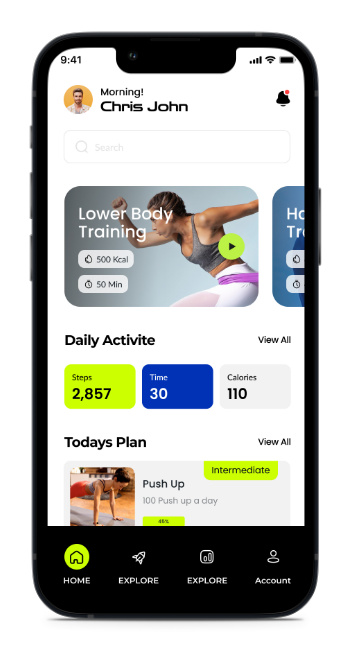 9:41
Morning!
Chris John
Search
Lower Body
Training
500 Kcal
50 Min
Ha
Tr
Daily Activite
View All
Steps
2,857
Time
30
Calories
110
Todays Plan
View All
Intermediate
Push Up
100 Push up a day
45%
HOME
EXPLORE
EXPLORE
Account